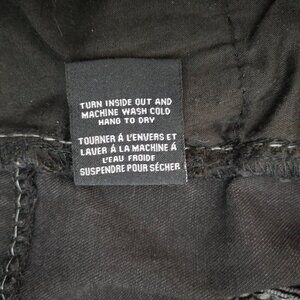 TURN INSIDE OUT AND
MACHINE WASH COLD
HANG TO DRY
TOURNER Á L'ENVERS ET
LAVER Á LA MACHINE Á
L'EAU FROIDE
SUSPENDRE POUR SÉCHER